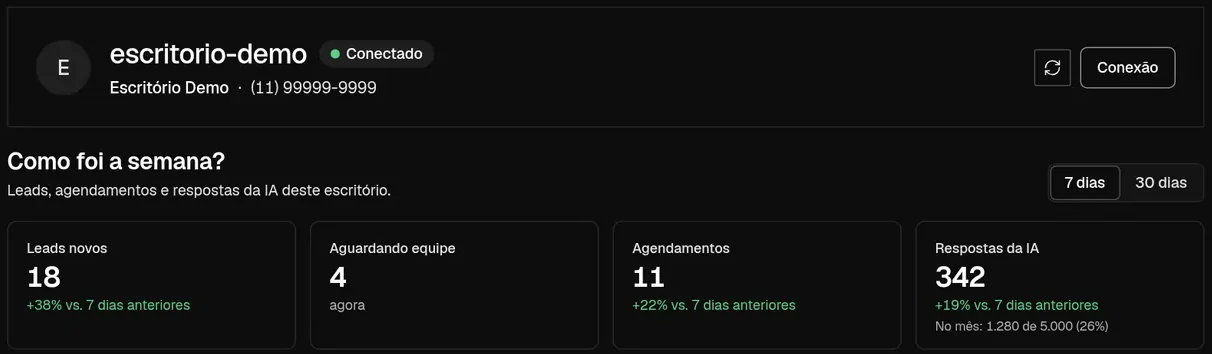 E
escritorio-demo
Conectado
Escritório Demo · (11) 99999-9999
Conexão
Como foi a semana?
Leads, agendamentos e respostas da IA deste escritório.
7 dias
30 dias
Leads novos
18
+38% vs. 7 dias anteriores
Aguardando equipe
4
agora
Agendamentos
11
+22% vs. 7 dias anteriores
Respostas da IA
342
+19% vs. 7 dias anteriores
No mês: 1.280 de 5.000 (26%)